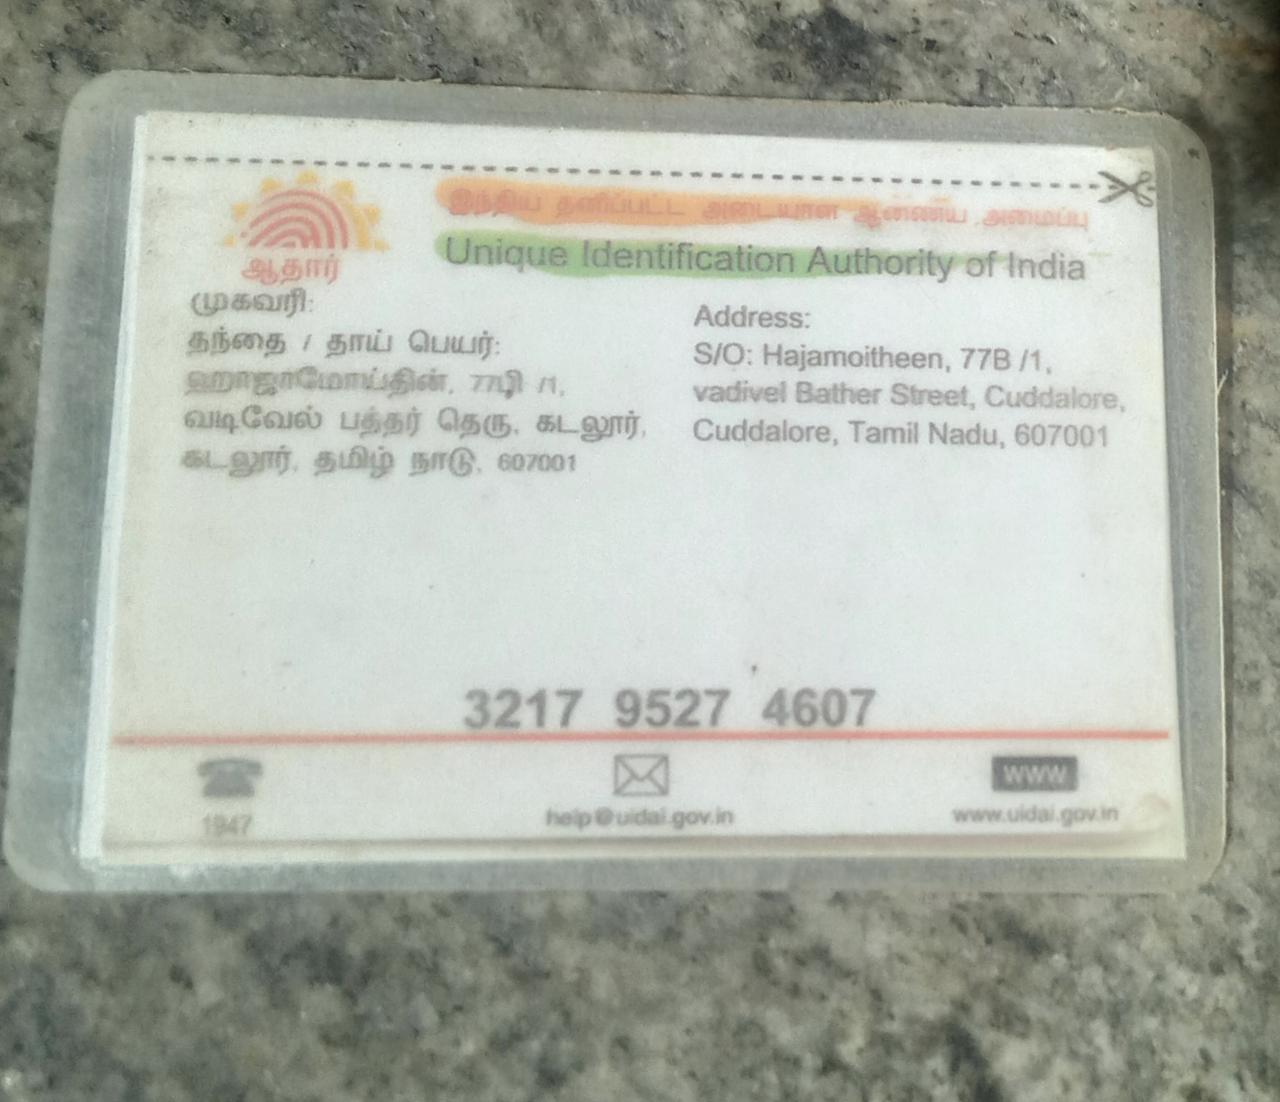 இந்திய தனிப்பட்ட அடையாள ஆணைய அமைப்பு
Unique Identification Authority of India
ஆதார்
முகவரி:
தந்தை / தாய் பெயர்:
ஹாஜாமோய்தின், 77பி /1,
வடிவேல் பத்தர் தெரு, கடலூர்,
கடலூர், தமிழ் நாடு, 607001
Address:
S/O: Hajamoitheen, 77B /1,
vadivel Bather Street, Cuddalore,
Cuddalore, Tamil Nadu, 607001
3217 9527 4607
1947
help@uidai.gov.in
www
www.uidai.gov.in